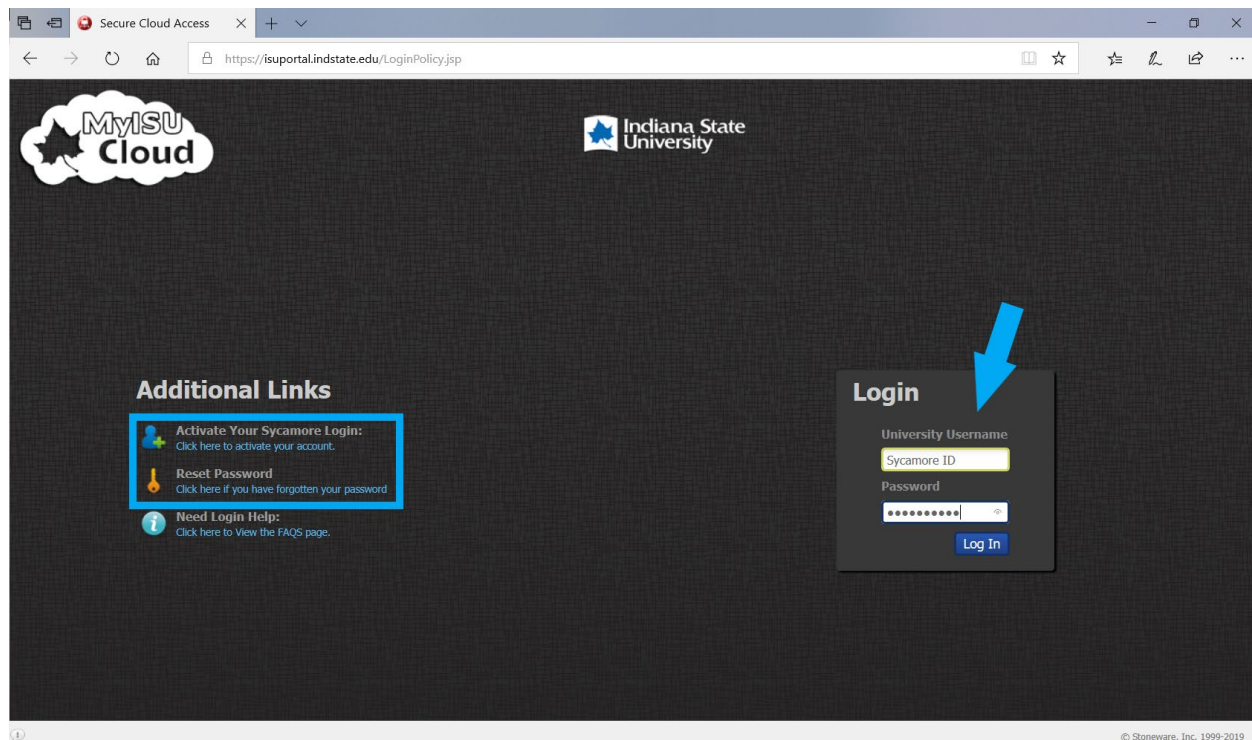 Secure Cloud Access
https://isuportal.indstate.edu/LoginPolicy.jsp
MyISU
Cloud
Indiana State
University
Additional Links
Activate Your Sycamore Login:
Click here to activate your account.
Reset Password
Click here if you have forgotten your password
Need Login Help:
Click here to View the FAQS page.
Login
University Username
Sycamore ID
Password
Log In
© Stoneware, Inc. 1999-2019